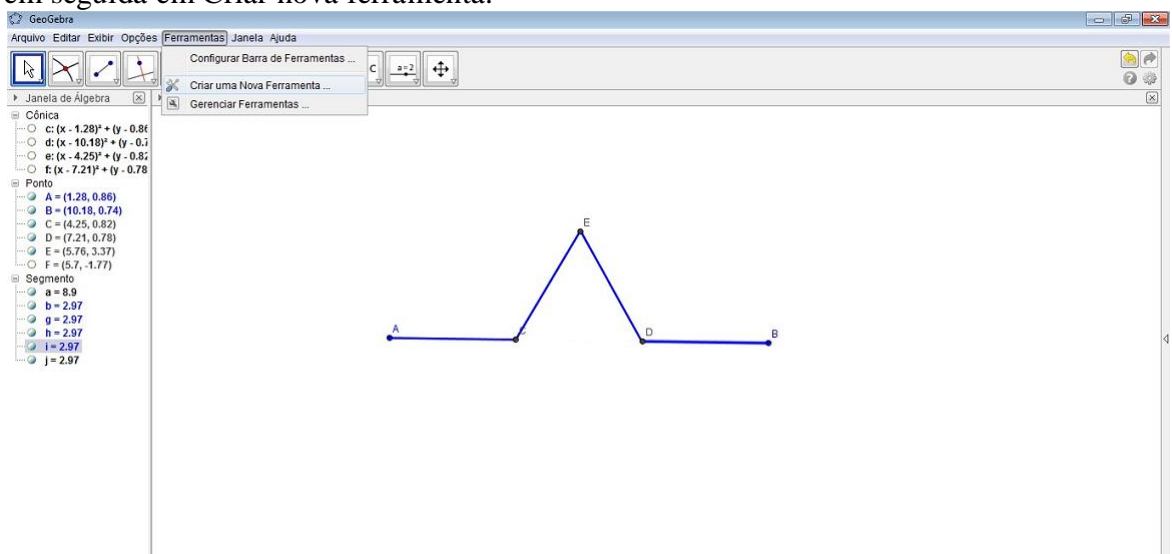 em seguida em Criar nova ferramenta.
GeoGebra
Arquivo Editar Exibir Opções Ferramentas Janela Ajuda
Configurar Barra de Ferramentas ...
Criar uma Nova Ferramenta ...
Gerenciar Ferramentas ...
C
a=2
Janela de Álgebra
Cônica
c: (x - 1.28)² + (y - 0.86
d: (x - 10.18)² + (y - 0.7
e: (x - 4.25)² + (y - 0.82
f: (x - 7.21)² + (y - 0.78
Ponto
A = (1.28, 0.86)
B = (10.18, 0.74)
C = (4.25, 0.82)
D = (7.21, 0.78)
E = (5.76, 3.37)
F = (5.7, -1.77)
Segmento
a = 8.9
b = 2.97
g = 2.97
h = 2.97
i = 2.97
j = 2.97
E
A
C
D
B